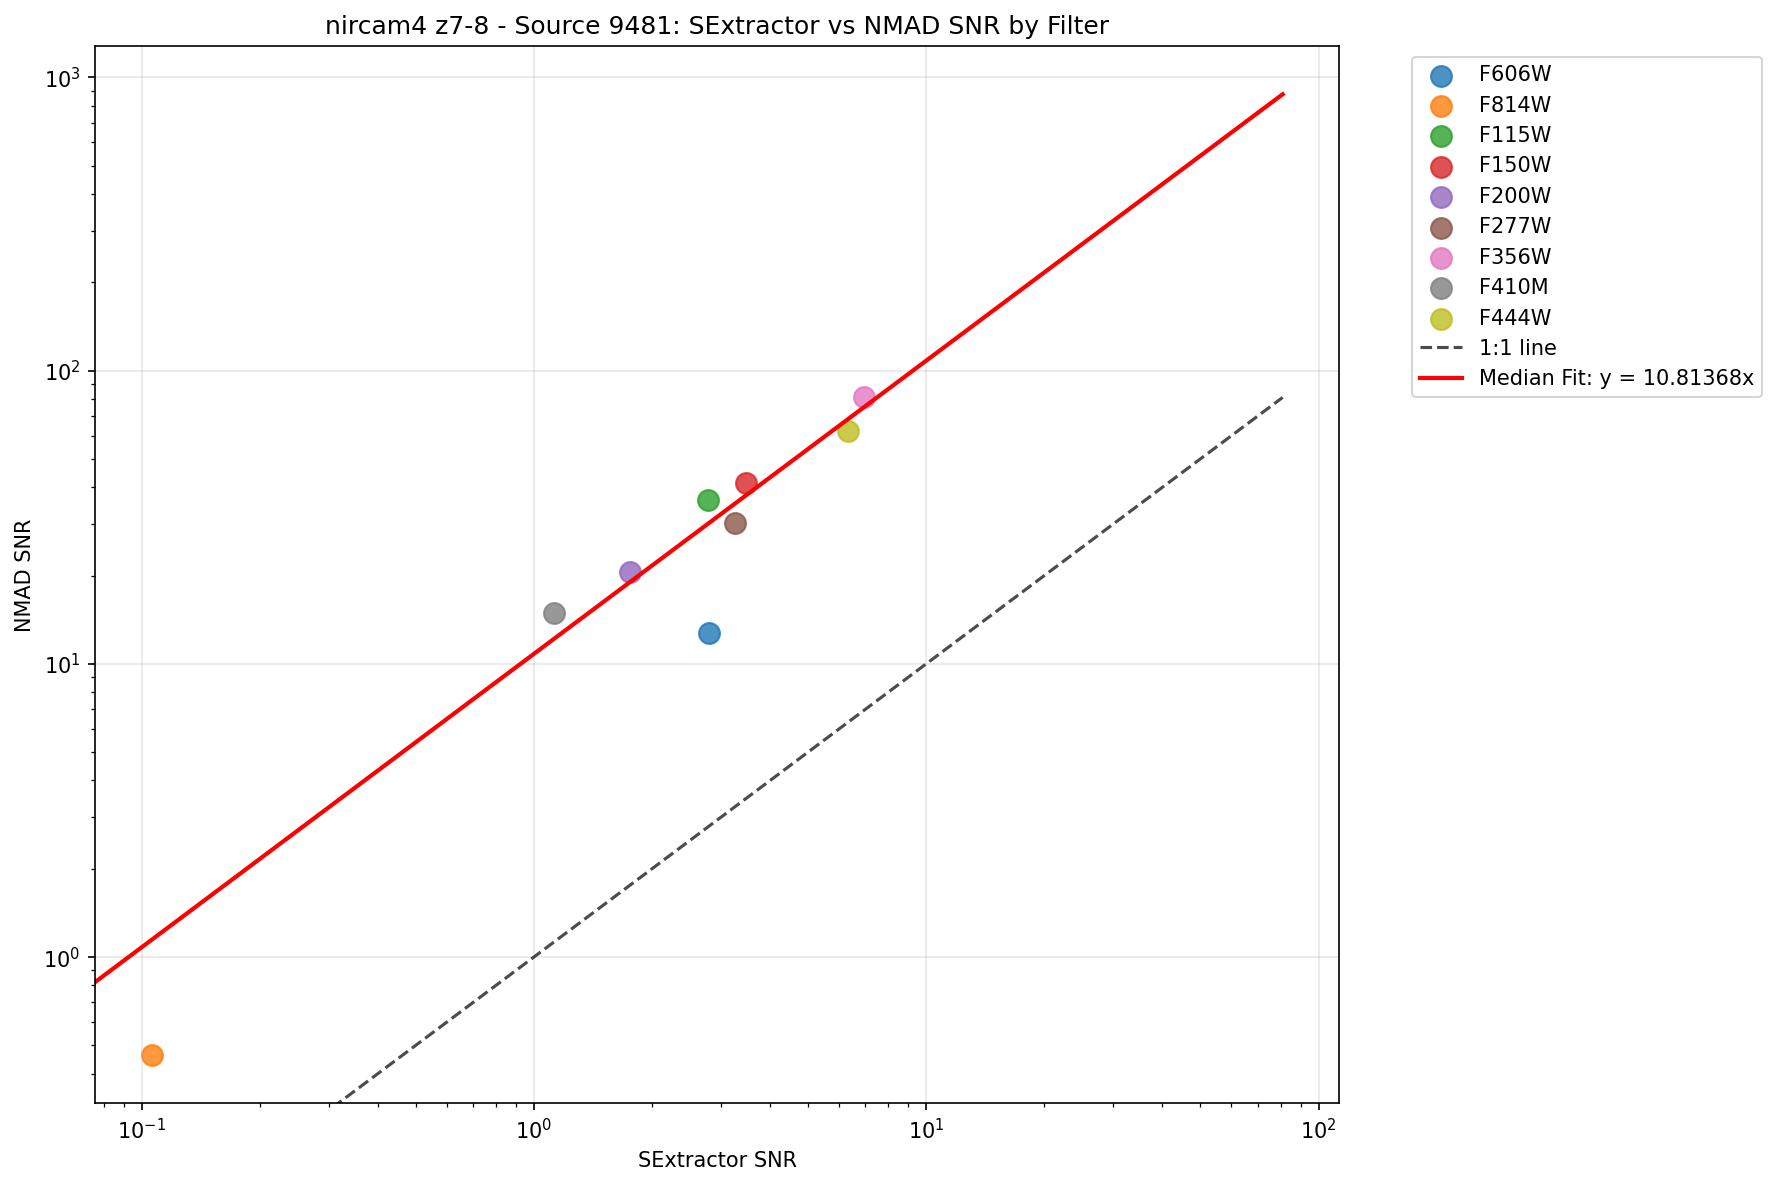 nircam4 z7-8 - Source 9481: SExtractor vs NMAD SNR by Filter
NMAD SNR
10³
10²
10¹
10⁰
10⁻¹
10⁰
10¹
10²
SExtractor SNR
F606W
F814W
F115W
F150W
F200W
F277W
F356W
F410M
F444W
1:1 line
Median Fit: y = 10.81368x